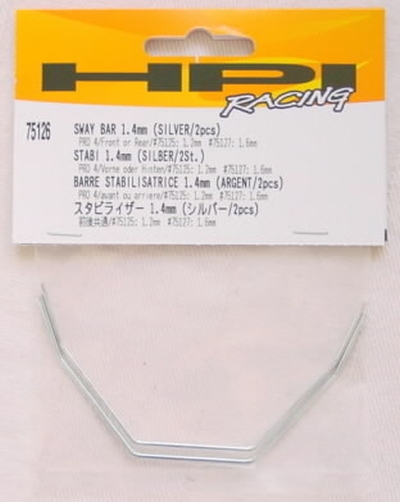 HPI
RACING
75126
SWAY BAR 1.4mm (SILVER/2pcs)
PRO 4/Front or Rear/#75125: 1.2mm #75127: 1.6mm
STABI 1.4mm (SILBER/2St.)
PRO 4/Vorne oder Hinten/#75125: 1.2mm #75127: 1.6mm
BARRE STABILISATRICE 1.4mm (ARGENT/2pcs)
PRO 4/avant ou arriere/#75125: 1.2mm #75127: 1.6mm
スタビライザー 1.4mm (シルバー/2pcs)
前後共通/#75125: 1.2mm #75127: 1.6mm